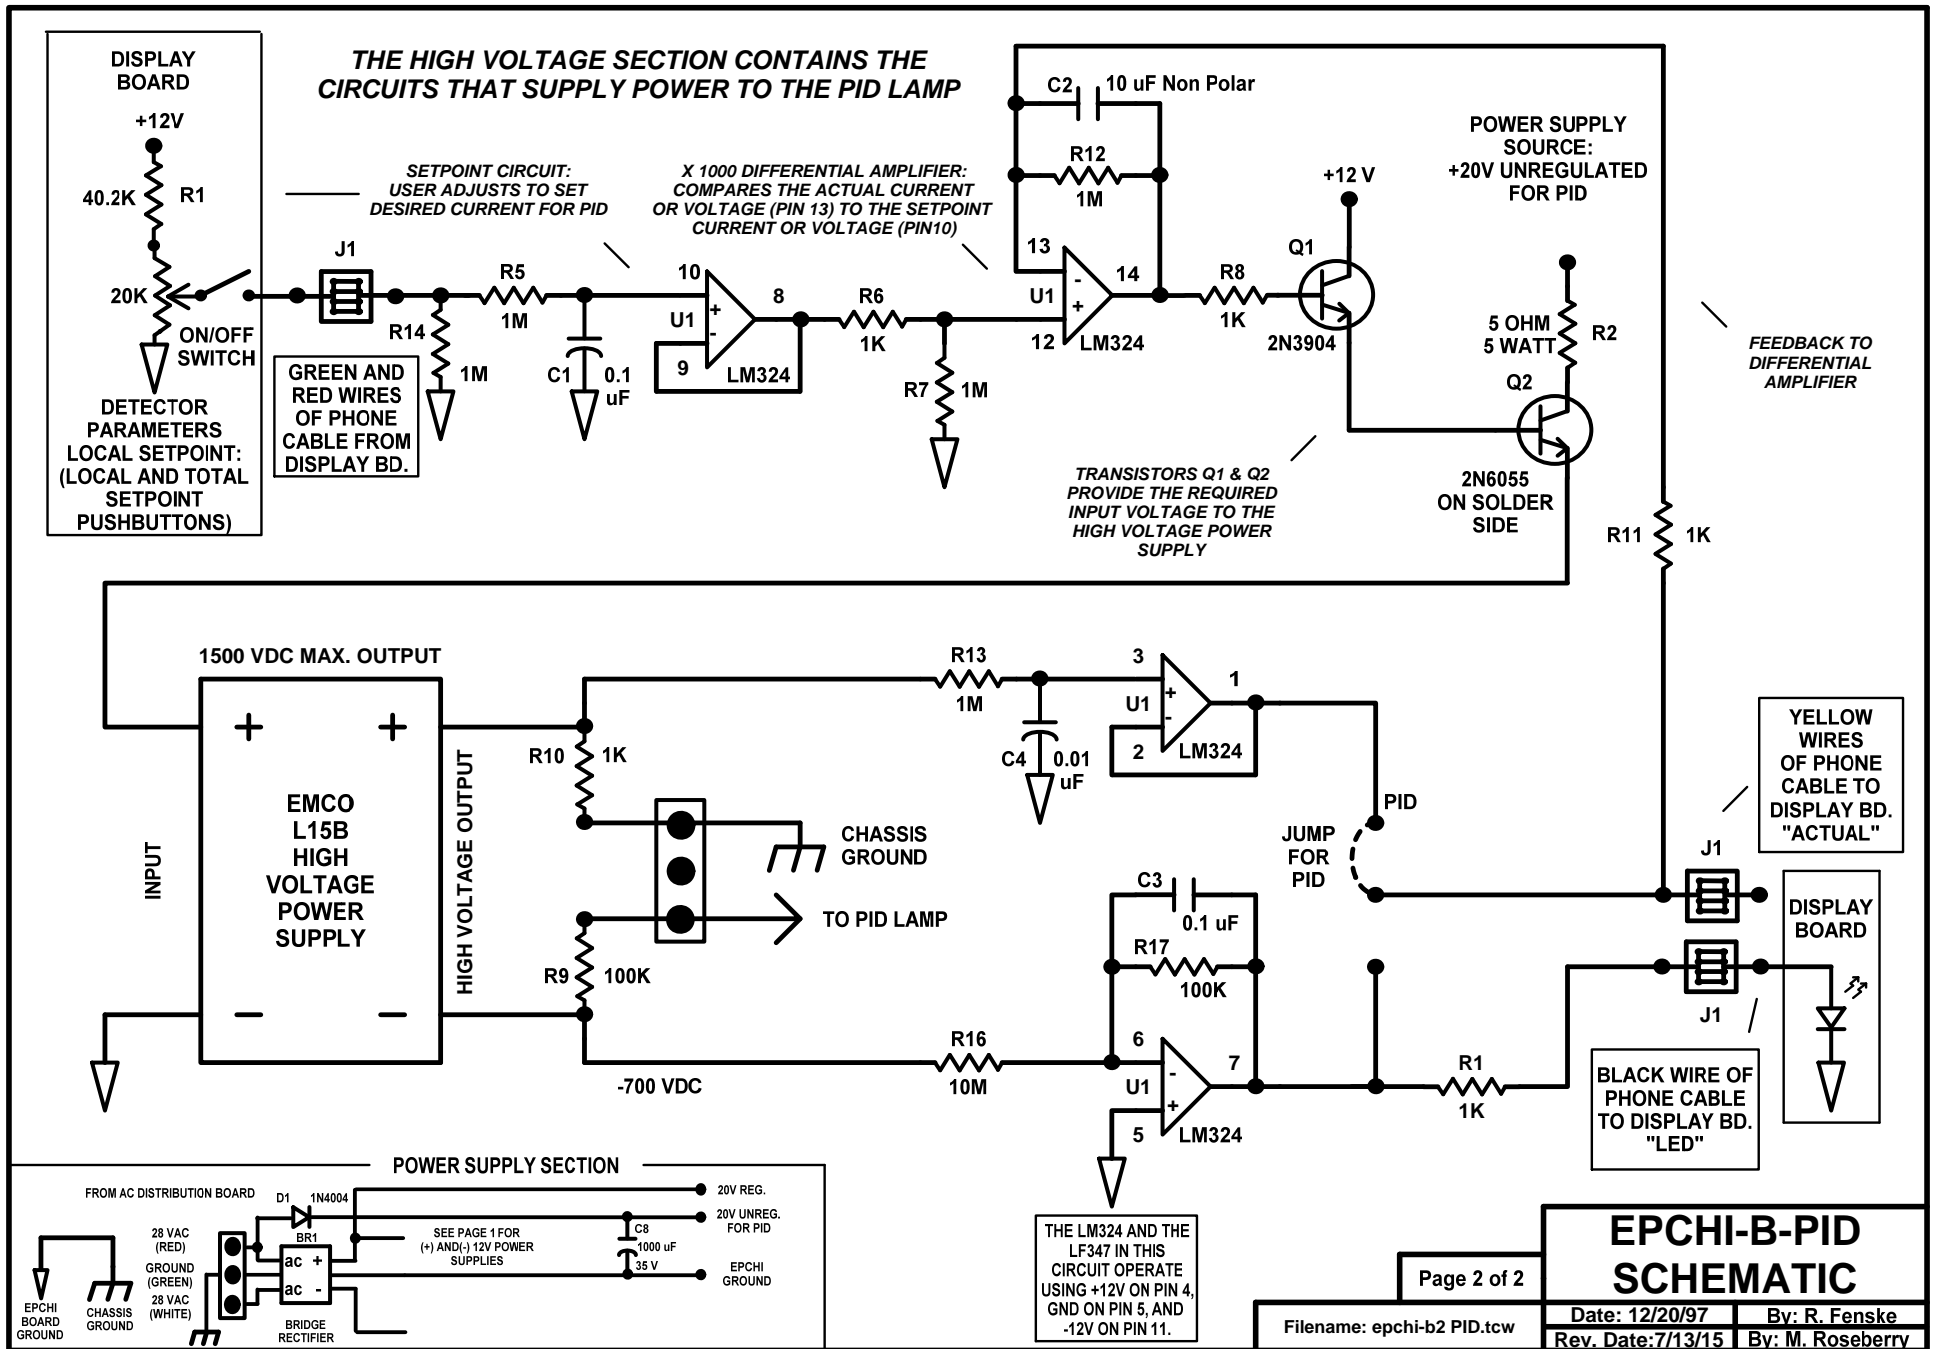 DISPLAY
BOARD
+12V
40.2K
R1
20K
ON/OFF
SWITCH
DETECTOR
PARAMETERS
LOCAL SETPOINT:
(LOCAL AND TOTAL
SETPOINT
PUSHBUTTONS)
THE HIGH VOLTAGE SECTION CONTAINS THE
CIRCUITS THAT SUPPLY POWER TO THE PID LAMP
SETPOINT CIRCUIT:
USER ADJUSTS TO SET
DESIRED CURRENT FOR PID
X 1000 DIFFERENTIAL AMPLIFIER:
COMPARES THE ACTUAL CURRENT
OR VOLTAGE (PIN 13) TO THE SETPOINT
CURRENT OR VOLTAGE (PIN10)
J1
GREEN AND
RED WIRES
OF PHONE
CABLE FROM
DISPLAY BD.
R14
1M
R5
1M
C1
0.1
uF
10
U1
+
-
9
8
LM324
R6
1K
R7
1M
C2
10 uF Non Polar
R12
1M
13
U1
-
+
12
14
LM324
R8
1K
+12 V
Q1
2N3904
POWER SUPPLY
SOURCE:
+20V UNREGULATED
FOR PID
5 OHM
5 WATT
R2
Q2
2N6055
ON SOLDER
SIDE
TRANSISTORS Q1 & Q2
PROVIDE THE REQUIRED
INPUT VOLTAGE TO THE
HIGH VOLTAGE POWER
SUPPLY
FEEDBACK TO
DIFFERENTIAL
AMPLIFIER
R11
1K
1500 VDC MAX. OUTPUT
+
+
INPUT
EMCO
L15B
HIGH
VOLTAGE
POWER
SUPPLY
HIGH VOLTAGE OUTPUT
R10
1K
R9
100K
CHASSIS
GROUND
TO PID LAMP
-700 VDC
R13
1M
C4
0.01
uF
3
U1
+
-
2
1
LM324
PID
JUMP
FOR
PID
C3
0.1 uF
R17
100K
R16
10M
6
U1
-
+
5
7
LM324
R1
1K
YELLOW
WIRES
OF PHONE
CABLE TO
DISPLAY BD.
"ACTUAL"
J1
DISPLAY
BOARD
J1
BLACK WIRE OF
PHONE CABLE
TO DISPLAY BD.
"LED"
POWER SUPPLY SECTION
FROM AC DISTRIBUTION BOARD
D1
1N4004
BR1
28 VAC
(RED)
GROUND
(GREEN)
28 VAC
(WHITE)
ac +
ac -
BRIDGE
RECTIFIER
EPCHI
BOARD
GROUND
CHASSIS
GROUND
SEE PAGE 1 FOR
(+) AND(-) 12V POWER
SUPPLIES
C8
1000 uF
35 V
20V REG.
20V UNREG.
FOR PID
EPCHI
GROUND
THE LM324 AND THE
LF347 IN THIS
CIRCUIT OPERATE
USING +12V ON PIN 4,
GND ON PIN 5, AND
-12V ON PIN 11.
EPCHI-B-PID
SCHEMATIC
Page 2 of 2
Filename: epchi-b2 PID.tcw
Date: 12/20/97
By: R. Fenske
Rev. Date:7/13/15
By: M. Roseberry